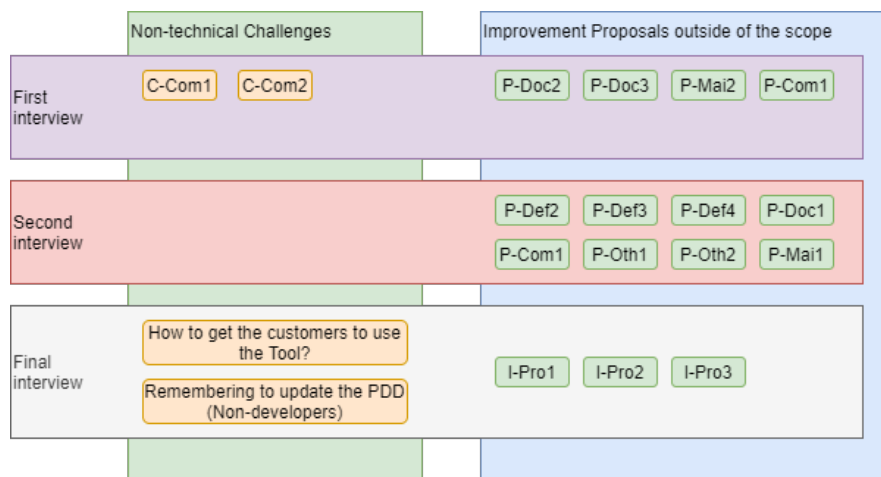 Non-technical Challenges
Improvement Proposals outside of the scope
First
interview
C-Com1
C-Com2
P-Doc2
P-Doc3
P-Mai2
P-Com1
Second
interview
P-Def2
P-Def3
P-Def4
P-Doc1
P-Com1
P-Oth1
P-Oth2
P-Mai1
Final
interview
How to get the customers to use
the Tool?
Remembering to update the PDD
(Non-developers)
I-Pro1
I-Pro2
I-Pro3